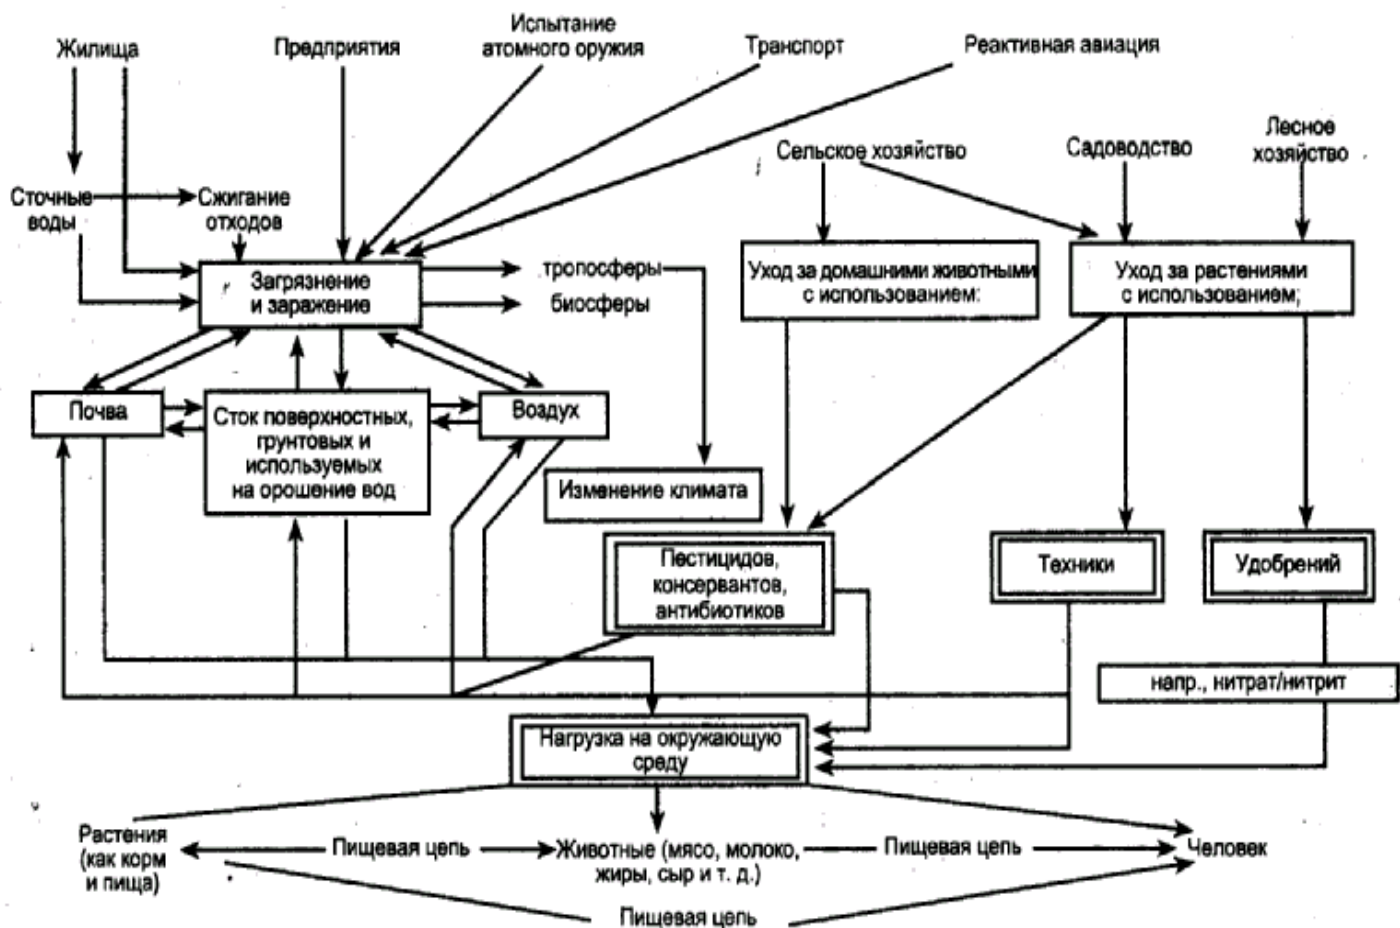 Жилища
Предприятия
Испытание
атомного оружия
Транспорт
Реактивная авиация
Сельское хозяйство
Садоводство
Лесное
хозяйство
Сточные
воды
Сжигание
отходов
Загрязнение
и заражение
тропосферы
биосферы
Уход за домашними животными
с использованием:
Уход за растениями
с использованием;
Почва
Сток поверхностных,
грунтовых и
используемых
на орошение вод
Воздух
Изменение климата
Пестицидов,
консервантов,
антибиотиков
Техники
Удобрений
напр., нитрат/нитрит
Нагрузка на окружающую
среду
Растения
(как корм
и пища)
Пищевая цепь
Животные (мясо, молоко,
жиры, сыр и т. д.)
Пищевая цепь
Человек
Пищевая цепь